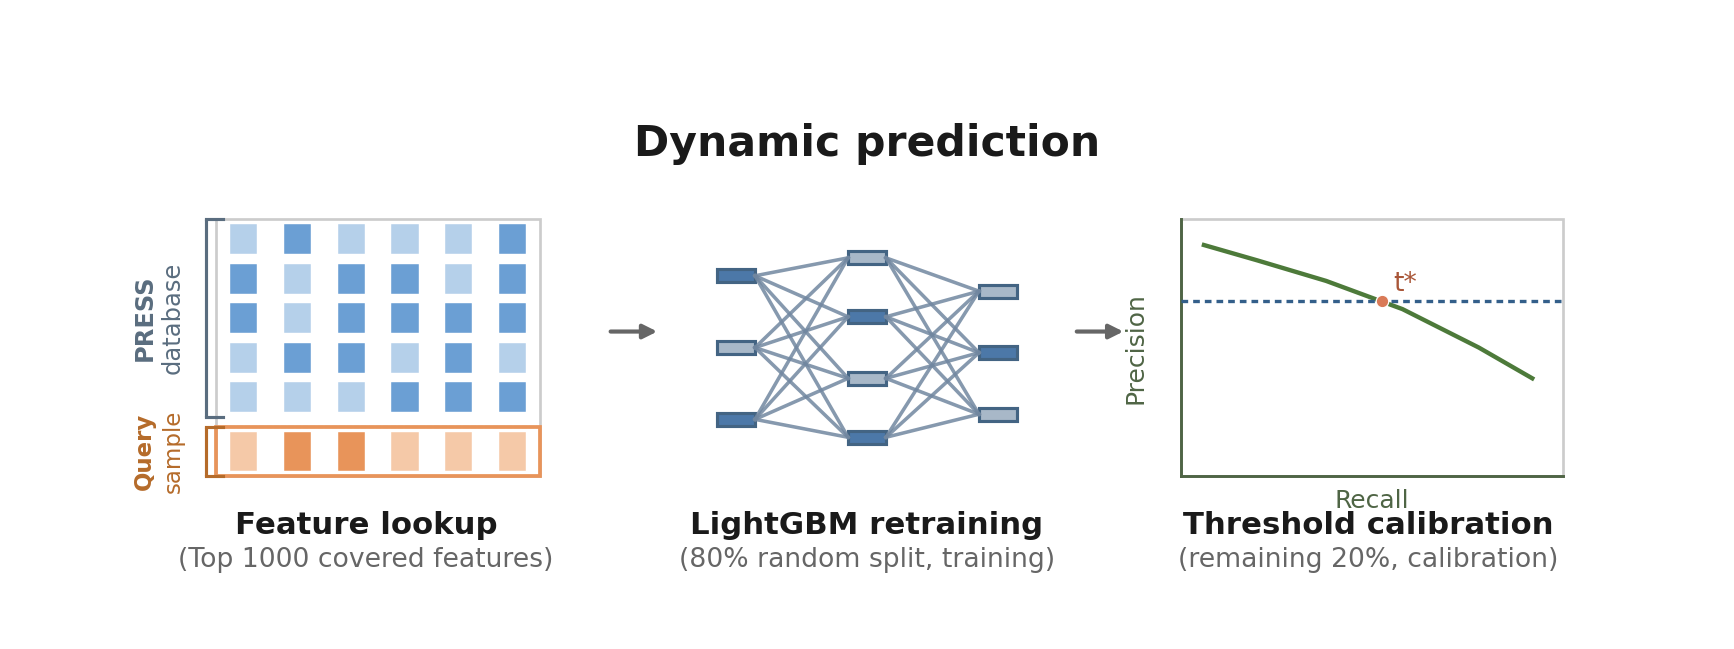 Dynamic prediction
PRESS
database
Query
sample
Feature lookup
(Top 1000 covered features)
LightGBM retraining
(80% random split, training)
Precision
t*
Recall
Threshold calibration
(remaining 20%, calibration)